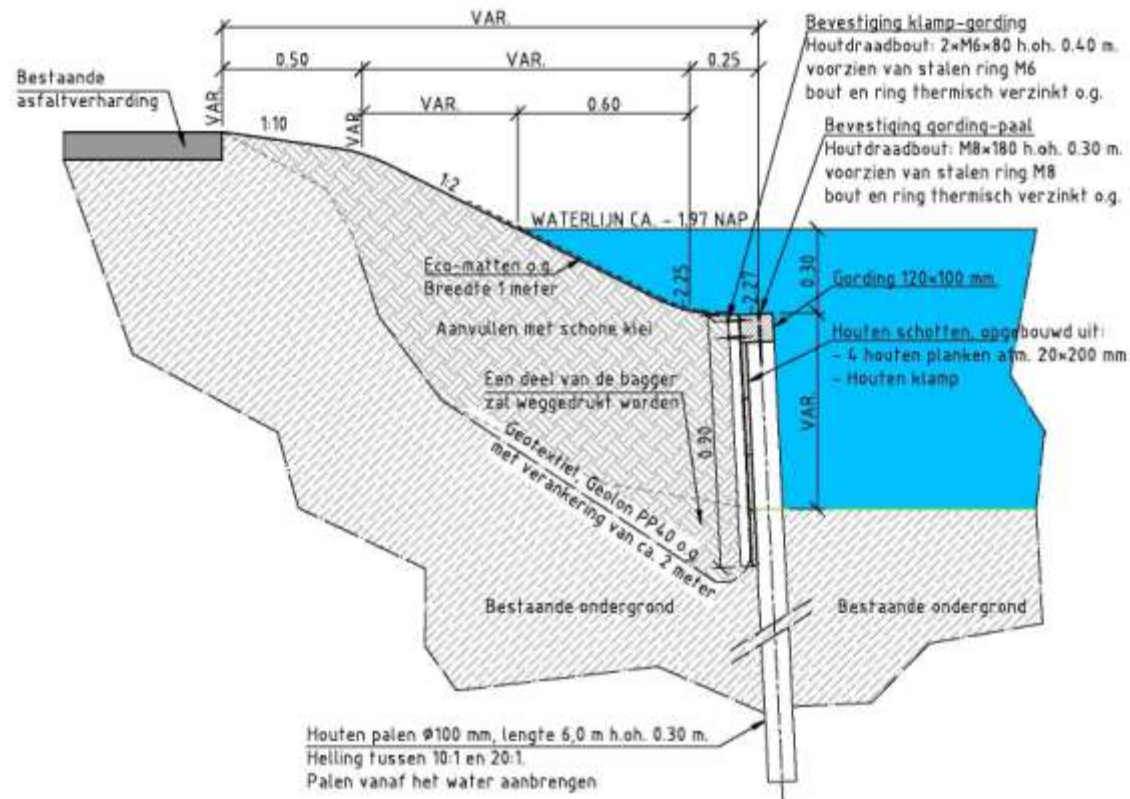 VAR.
0.50
VAR.
0.25
VAR.
0.60
VAR.
VAR.
Bestaande
asfaltverharding
1:10
1:2
Bevestiging klamp-gording
Houtdraadbout: 2×M6×80 h.oh. 0.40 m.
voorzien van stalen ring M6
bout en ring thermisch verzinkt o.g.
Bevestiging gording-paal
Houtdraadbout: M8×180 h.oh. 0.30 m.
voorzien van stalen ring M8
bout en ring thermisch verzinkt o.g.
WATERLIJN CA. - 1.97 NAP
Eco-matten o.g.
Breedte 1 meter
-2.25
-2.27
0.30
Gording 120×100 mm.
Aanvullen met schone klei
Houten schotten, opgebouwd uit:
- 4 houten planken afm. 20×200 mm
- Houten klamp
Een deel van de bagger
zal weggedrukt worden
0.90
VAR.
Geotextiel, Geolon PP40 o.g.
met verankering van ca. 2 meter
Bestaande ondergrond
Bestaande ondergrond
Houten palen Ø100 mm, lengte 6,0 m h.oh. 0.30 m.
Helling tussen 10:1 en 20:1.
Palen vanaf het water aanbrengen